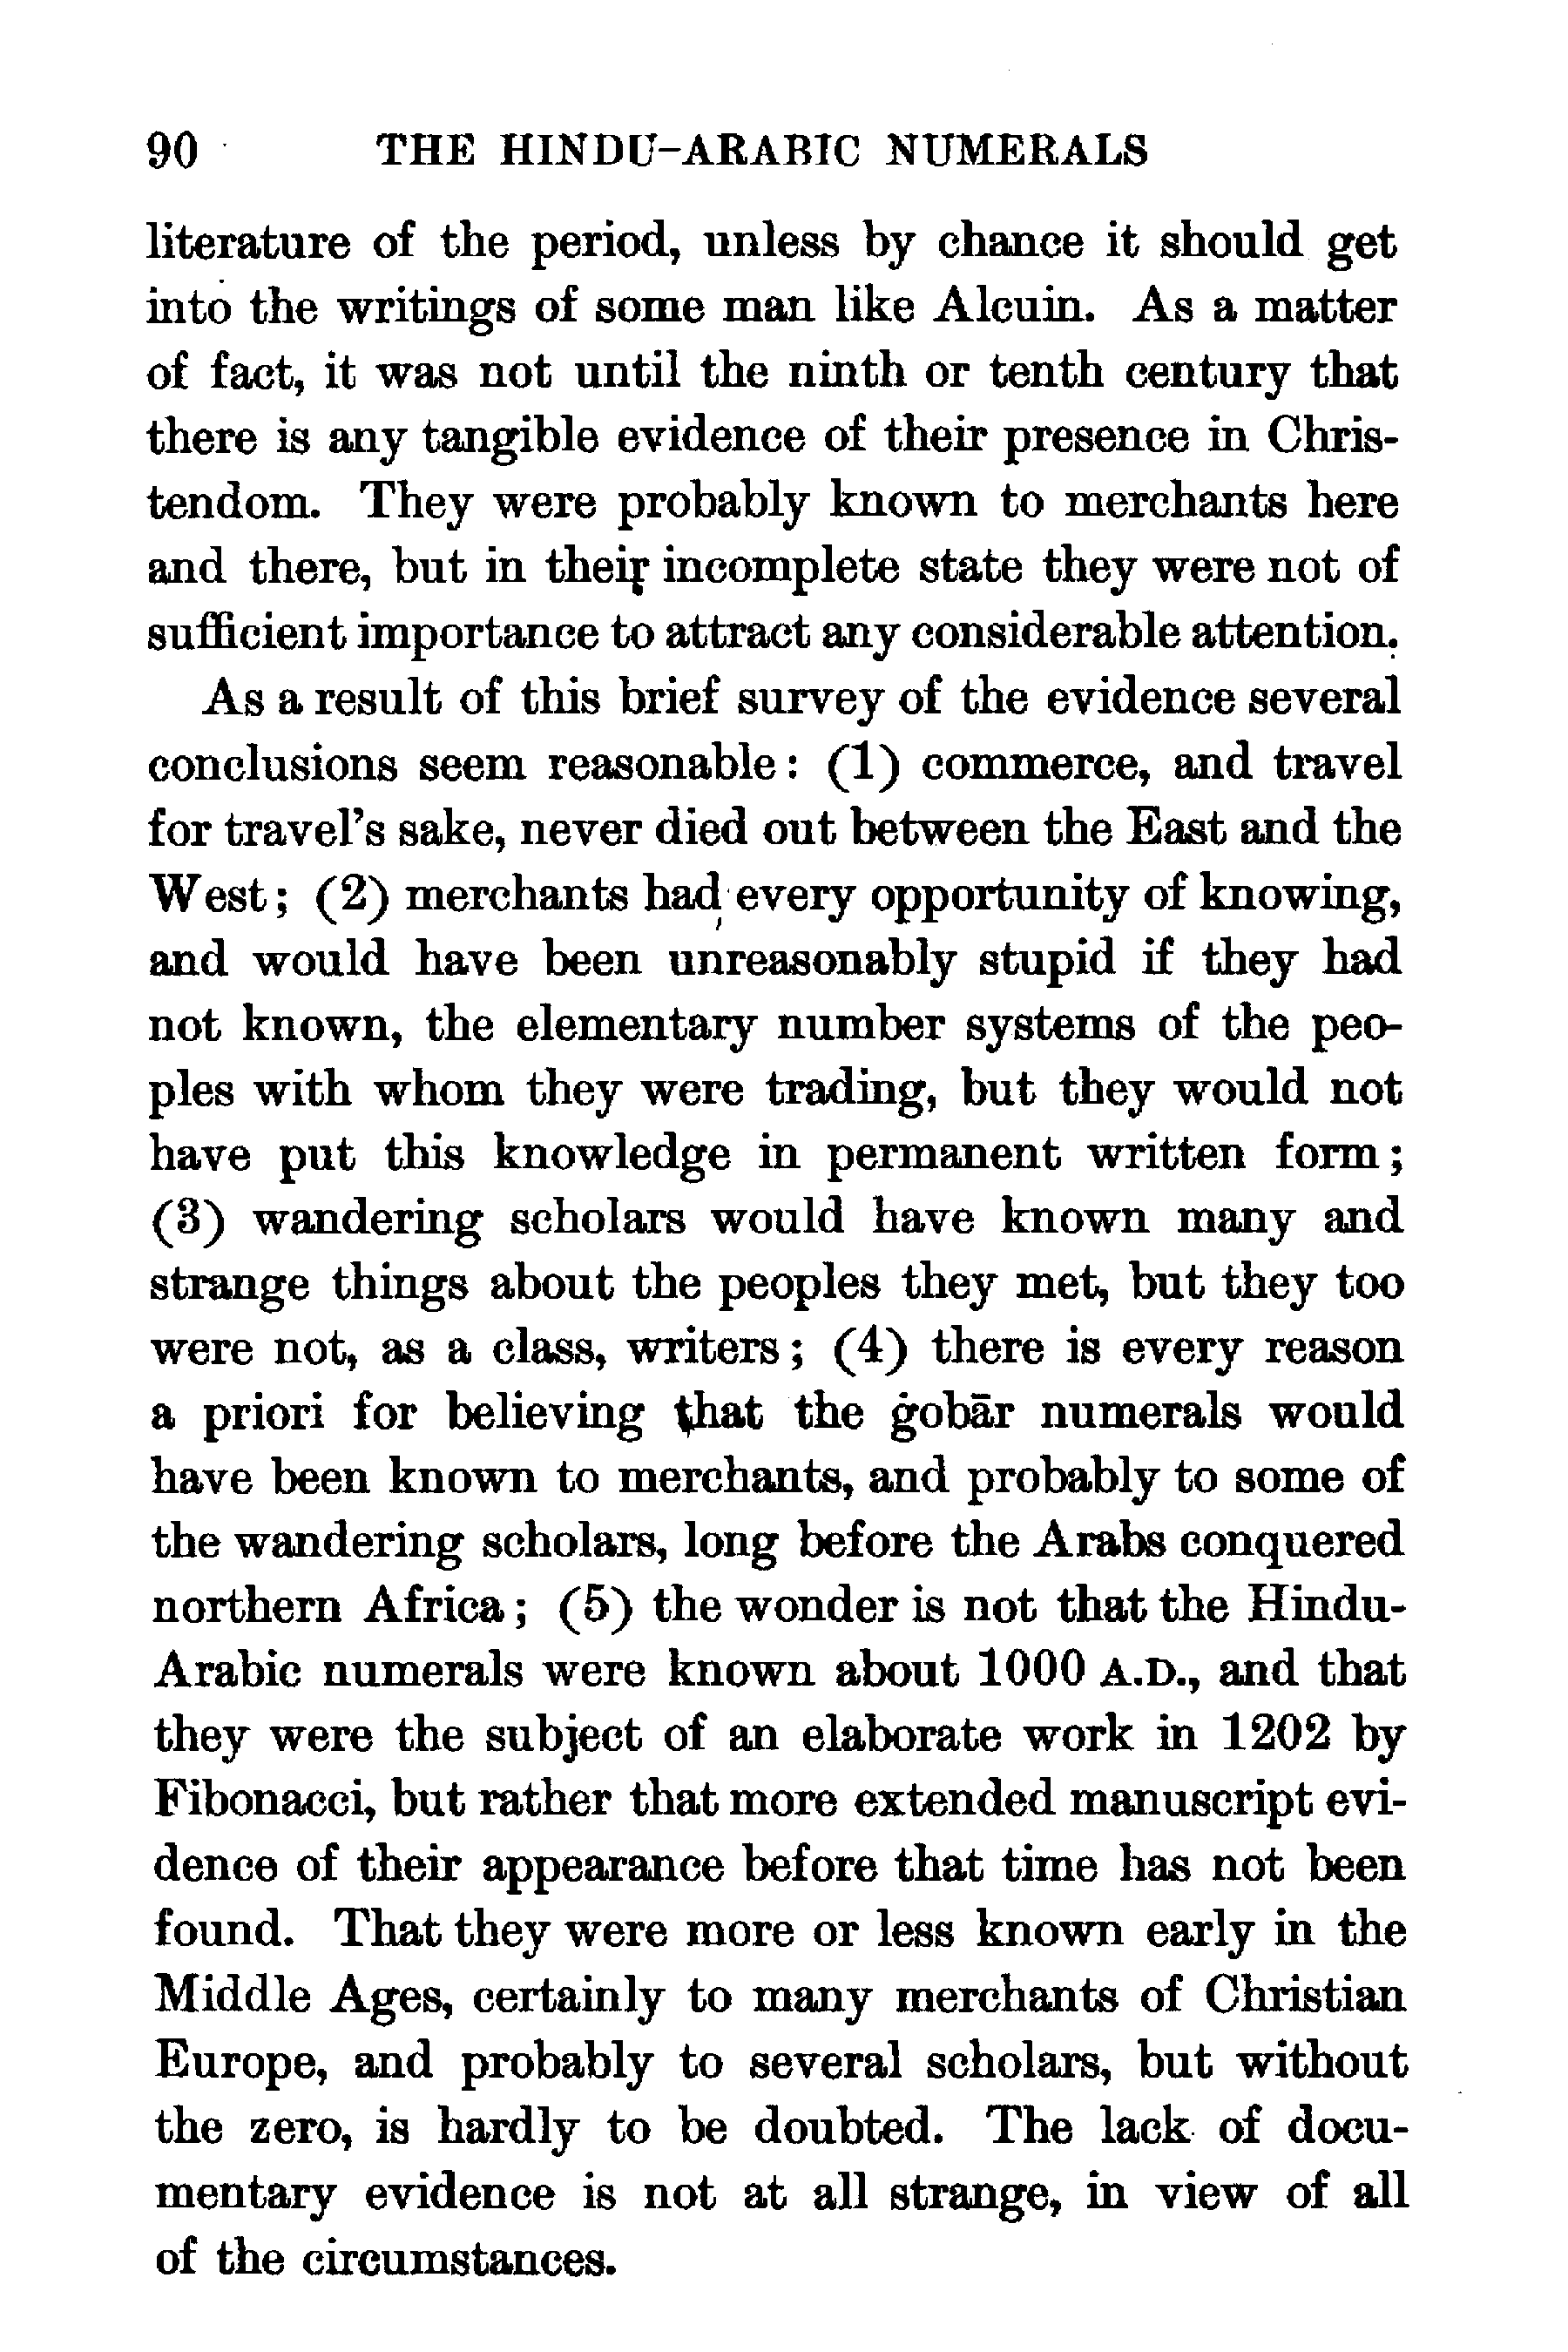 90 THE HINDU-ARABIC NUMERALS
literature of the period, unless by chance it should get
into the writings of some man like Alcuin. As a matter
of fact, it was not until the ninth or tenth century that
there is any tangible evidence of their presence in Chris-
tendom. They were probably known to merchants here
and there, but in their incomplete state they were not of
sufficient importance to attract any considerable attention.
As a result of this brief survey of the evidence several
conclusions seem reasonable: (1) commerce, and travel
for travel's sake, never died out between the East and the
West; (2) merchants had every opportunity of knowing,
and would have been unreasonably stupid if they had
not known, the elementary number systems of the peo-
ples with whom they were trading, but they would not
have put this knowledge in permanent written form;
(3) wandering scholars would have known many and
strange things about the peoples they met, but they too
were not, as a class, writers; (4) there is every reason
a priori for believing that the ġobār numerals would
have been known to merchants, and probably to some of
the wandering scholars, long before the Arabs conquered
northern Africa; (5) the wonder is not that the Hindu-
Arabic numerals were known about 1000 A.D., and that
they were the subject of an elaborate work in 1202 by
Fibonacci, but rather that more extended manuscript evi-
dence of their appearance before that time has not been
found. That they were more or less known early in the
Middle Ages, certainly to many merchants of Christian
Europe, and probably to several scholars, but without
the zero, is hardly to be doubted. The lack of docu-
mentary evidence is not at all strange, in view of all
of the circumstances.